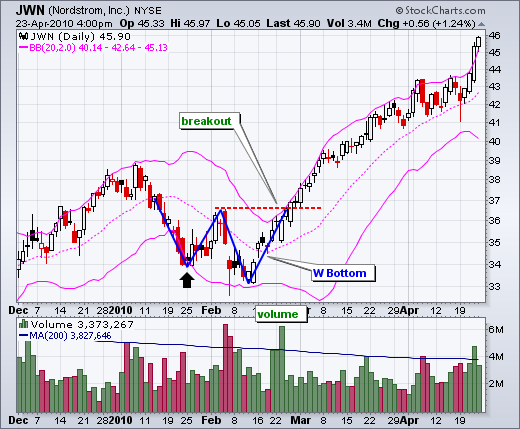 JWN (Nordstrom, Inc.) NYSE
© StockCharts.com
23-Apr-2010 4:00pm Op 45.33 Hi 45.97 Lo 45.05 Last 45.90 Vol 3.4M Chg +0.56 (+1.24%)
JWN (Daily) 45.90
BB(20,2.0) 40.14 - 42.64 - 45.13
46
45
44
43
42
41
40
39
38
37
36
35
34
33
breakout
W Bottom
Dec 7 14 21 28 2010 11 19 25 Feb 8 16 22 Mar 8 15 22 29 Apr 12 19
volume
Volume 3,373,267
MA(200) 3,827,646
6M
4M
2M
Dec 7 14 21 28 2010 11 19 25 Feb 8 16 22 Mar 8 15 22 29 Apr 12 19